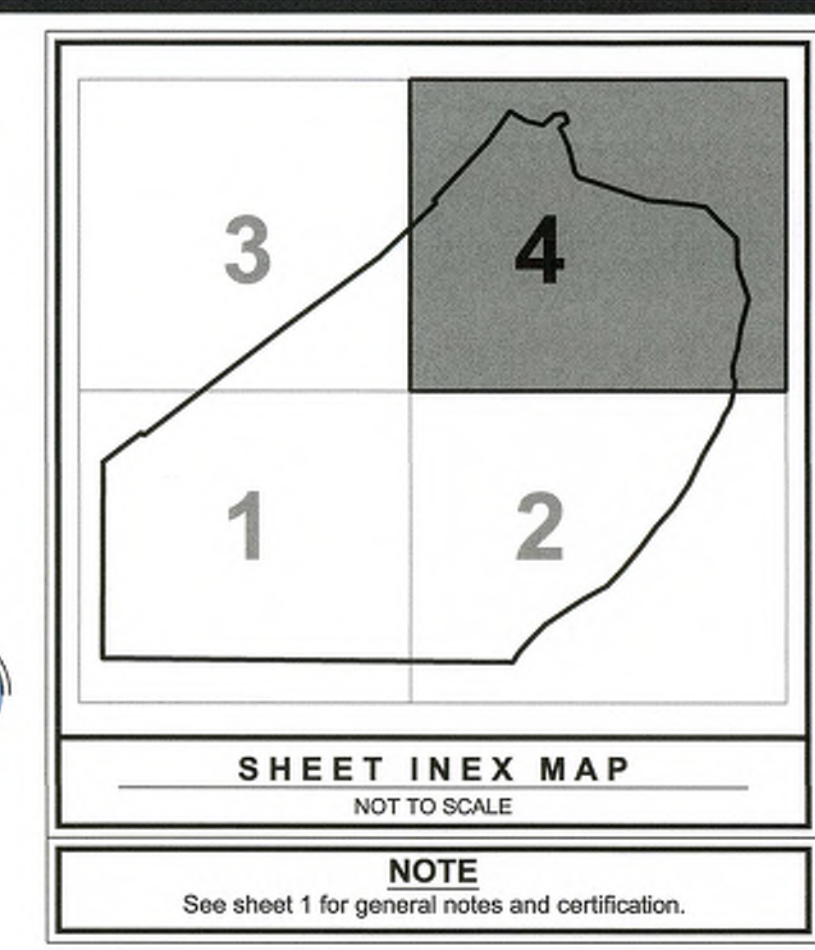 3
4
1
2
SHEET INEX MAP
NOT TO SCALE
NOTE
See sheet 1 for general notes and certification.